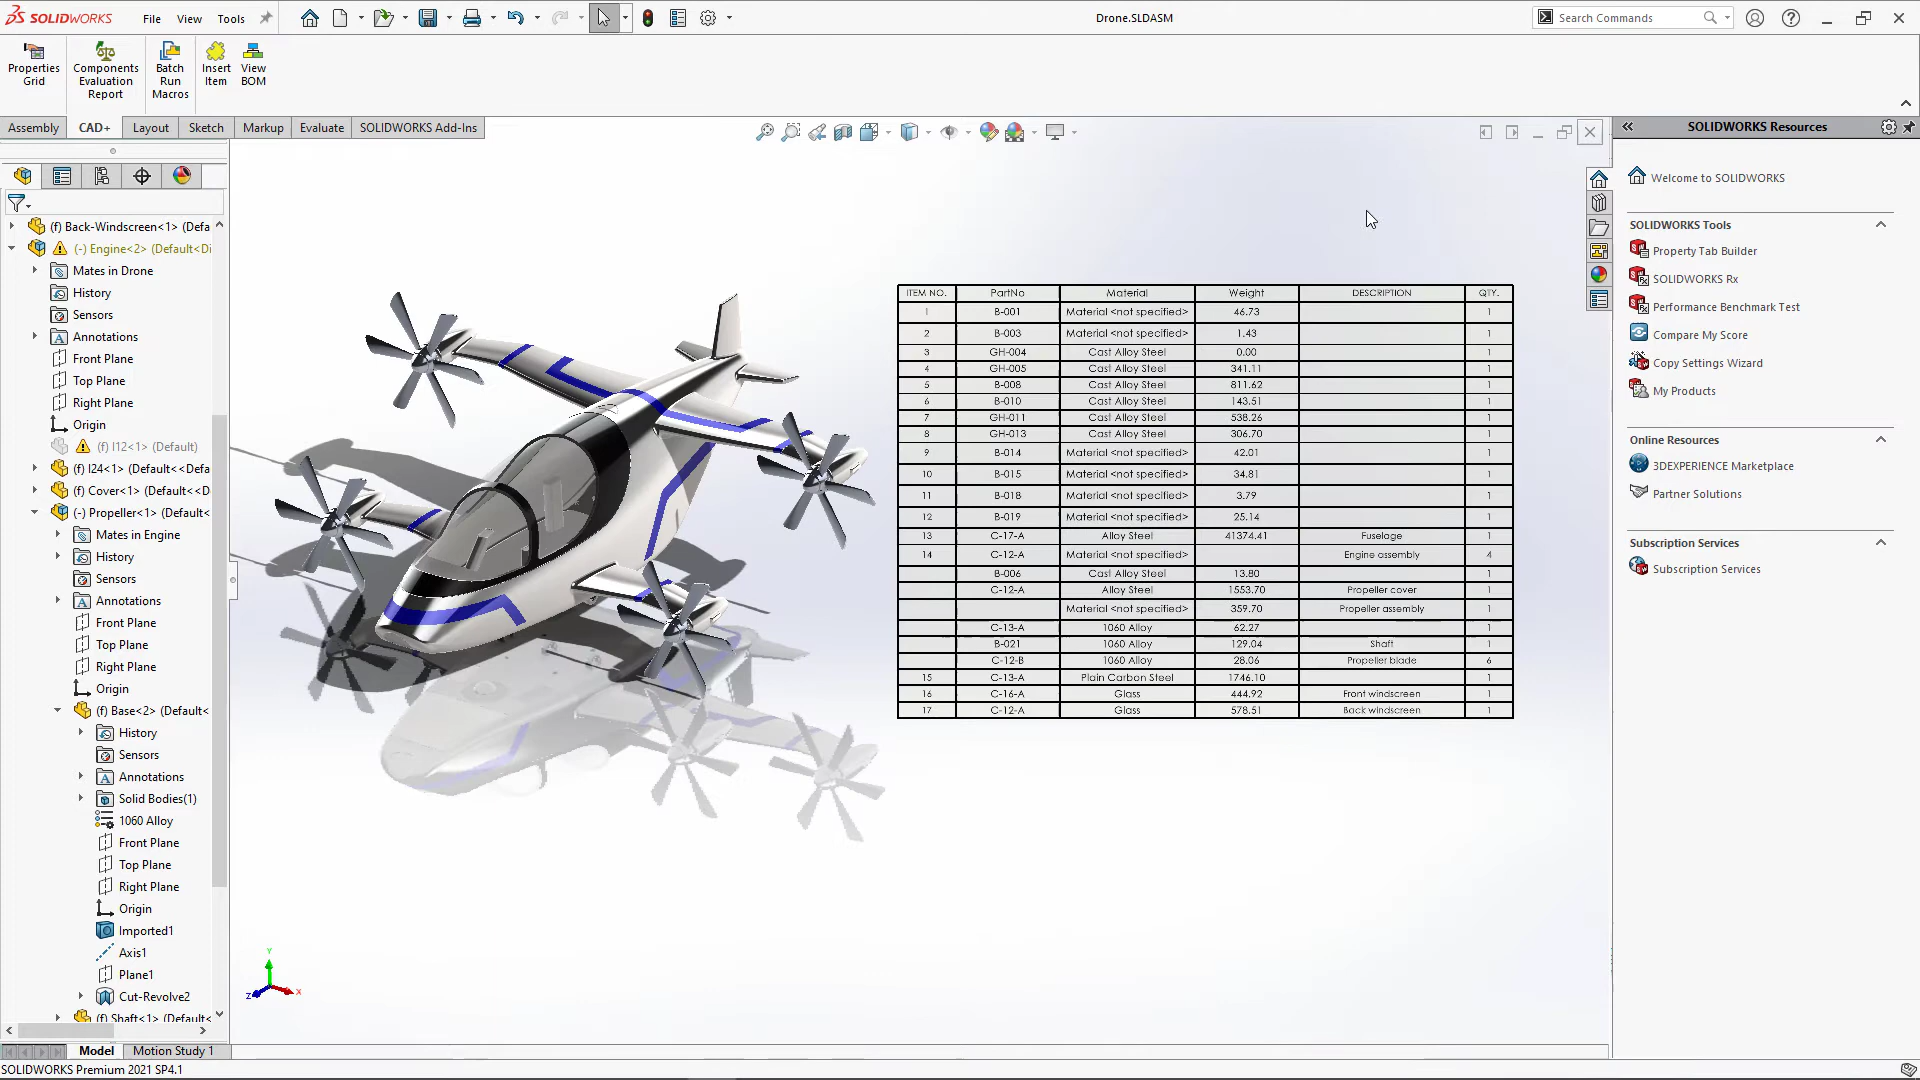 SOLIDWORKS File View Tools Drone.SLDASM Search Commands
Properties Grid
Components Evaluation Report
Batch Run Macros
Insert Item
View BOM
Assembly CAD+ Layout Sketch Markup Evaluate SOLIDWORKS Add-Ins
(f) Back-Windscreen<1> (Defa
(-) Engine<2> (Default<Di
Mates in Drone
History
Sensors
Annotations
Front Plane
Top Plane
Right Plane
Origin
(f) I12<1> (Default)
(f) I24<1> (Default<<Defa
(f) Cover<1> (Default<<D
(-) Propeller<1> (Default<
Mates in Engine
History
Sensors
Annotations
Front Plane
Top Plane
Right Plane
Origin
(f) Base<2> (Default<
History
Sensors
Annotations
Solid Bodies(1)
1060 Alloy
Front Plane
Top Plane
Right Plane
Origin
Imported1
Axis1
Plane1
Cut-Revolve2
(f) Shaft<1> (Default<
ITEM NO. PartNo Material Weight DESCRIPTION QTY.
1 B-001 Material <not specified> 46.73 1
2 B-003 Material <not specified> 1.43 1
3 GH-004 Cast Alloy Steel 0.00 1
4 GH-005 Cast Alloy Steel 341.11 1
5 B-008 Cast Alloy Steel 811.62 1
6 B-010 Cast Alloy Steel 143.51 1
7 GH-011 Cast Alloy Steel 538.26 1
8 GH-013 Cast Alloy Steel 306.70 1
9 B-014 Material <not specified> 42.01 1
10 B-015 Material <not specified> 34.81 1
11 B-018 Material <not specified> 3.79 1
12 B-019 Material <not specified> 25.14 1
13 C-17-A Alloy Steel 41374.41 Fuselage 1
14 C-12-A Material <not specified> Engine assembly 4
B-006 Cast Alloy Steel 13.80 1
C-12-A Alloy Steel 1553.70 Propeller cover 1
Material <not specified> 359.70 Propeller assembly 1
C-13-A 1060 Alloy 62.27 1
B-021 1060 Alloy 129.04 Shaft 1
C-12-B 1060 Alloy 28.06 Propeller blade 6
15 C-13-A Plain Carbon Steel 1746.10 1
16 C-16-A Glass 444.92 Front windscreen 1
17 C-12-A Glass 578.51 Back windscreen 1
Y
Z
X
SOLIDWORKS Resources
Welcome to SOLIDWORKS
SOLIDWORKS Tools
Property Tab Builder
SOLIDWORKS Rx
Performance Benchmark Test
Compare My Score
Copy Settings Wizard
My Products
Online Resources
3DEXPERIENCE Marketplace
Partner Solutions
Subscription Services
Subscription Services
Model Motion Study 1
SOLIDWORKS Premium 2021 SP4.1